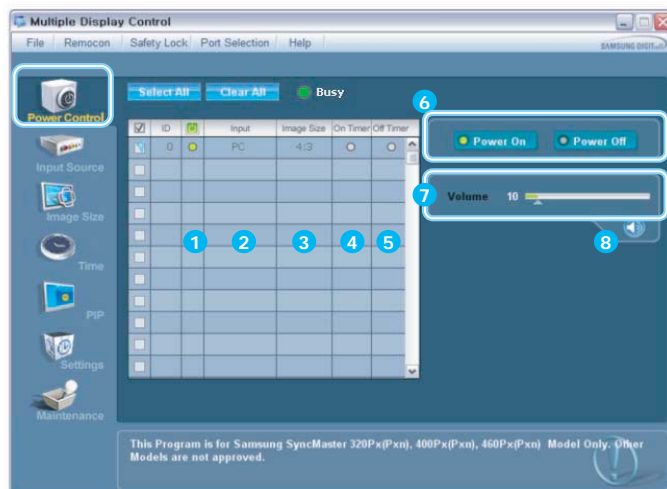 Multiple Display Control
File Remocon Safety Lock Port Selection Help
SAMSUNG DIGITall
Select All Clear All Busy
6
Power Control
ID Input Image Size On Timer Off Timer
0 PC 4:3
Power On Power Off
Input Source
7
Volume 10
Image Size
1 2 3 4 5 8
Time
PIP
Settings
Maintenance
This Program is for Samsung SyncMaster 320Px(Pxn), 400Px(Pxn), 460Px(Pxn) Model Only. Other
Models are not approved.